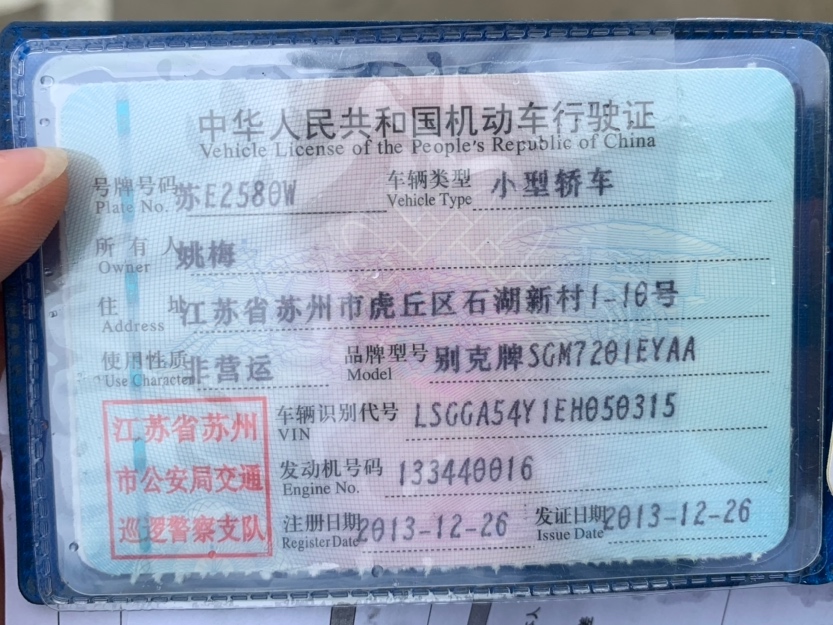 中华人民共和国机动车行驶证
Vehicle License of the People's Republic of China
号牌号码 苏E2580W 车辆类型 小型轿车
Plate No. Vehicle Type
所有人 姚梅
Owner
住址 江苏省苏州市虎丘区石湖新村1-16号
Address
使用性质 非营运 品牌型号 别克牌SGM7201EYAA
Use Character Model
江苏省苏州
市公安局交通
巡逻警察支队
车辆识别代号 LSGGA54Y1EH050315
VIN
发动机号码 133440016
Engine No.
注册日期 2013-12-26 发证日期 2013-12-26
Register Date Issue Date